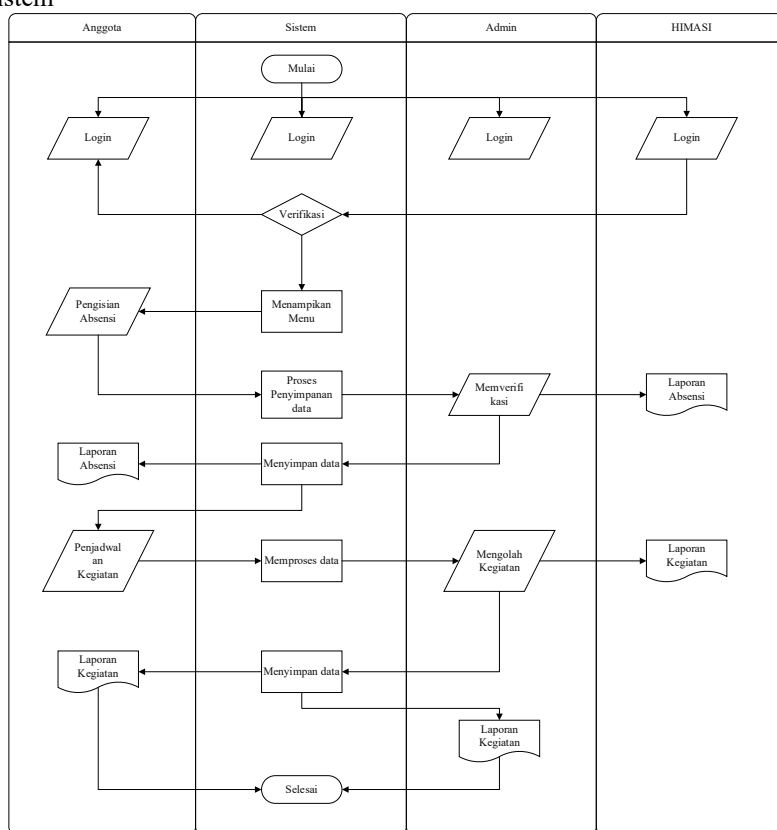 istem
Anggota
Sistem
Admin
HIMASI
Mulai
Login
Login
Login
Login
Verifikasi
Pengisian
Absensi
Menampikan
Menu
Proses
Penyimpanan
data
Memverifi
kasi
Laporan
Absensi
Laporan
Absensi
Menyimpan data
Penjadwal
an
Kegiatan
Memproses data
Mengolah
Kegiatan
Laporan
Kegiatan
Laporan
Kegiatan
Menyimpan data
Laporan
Kegiatan
Selesai